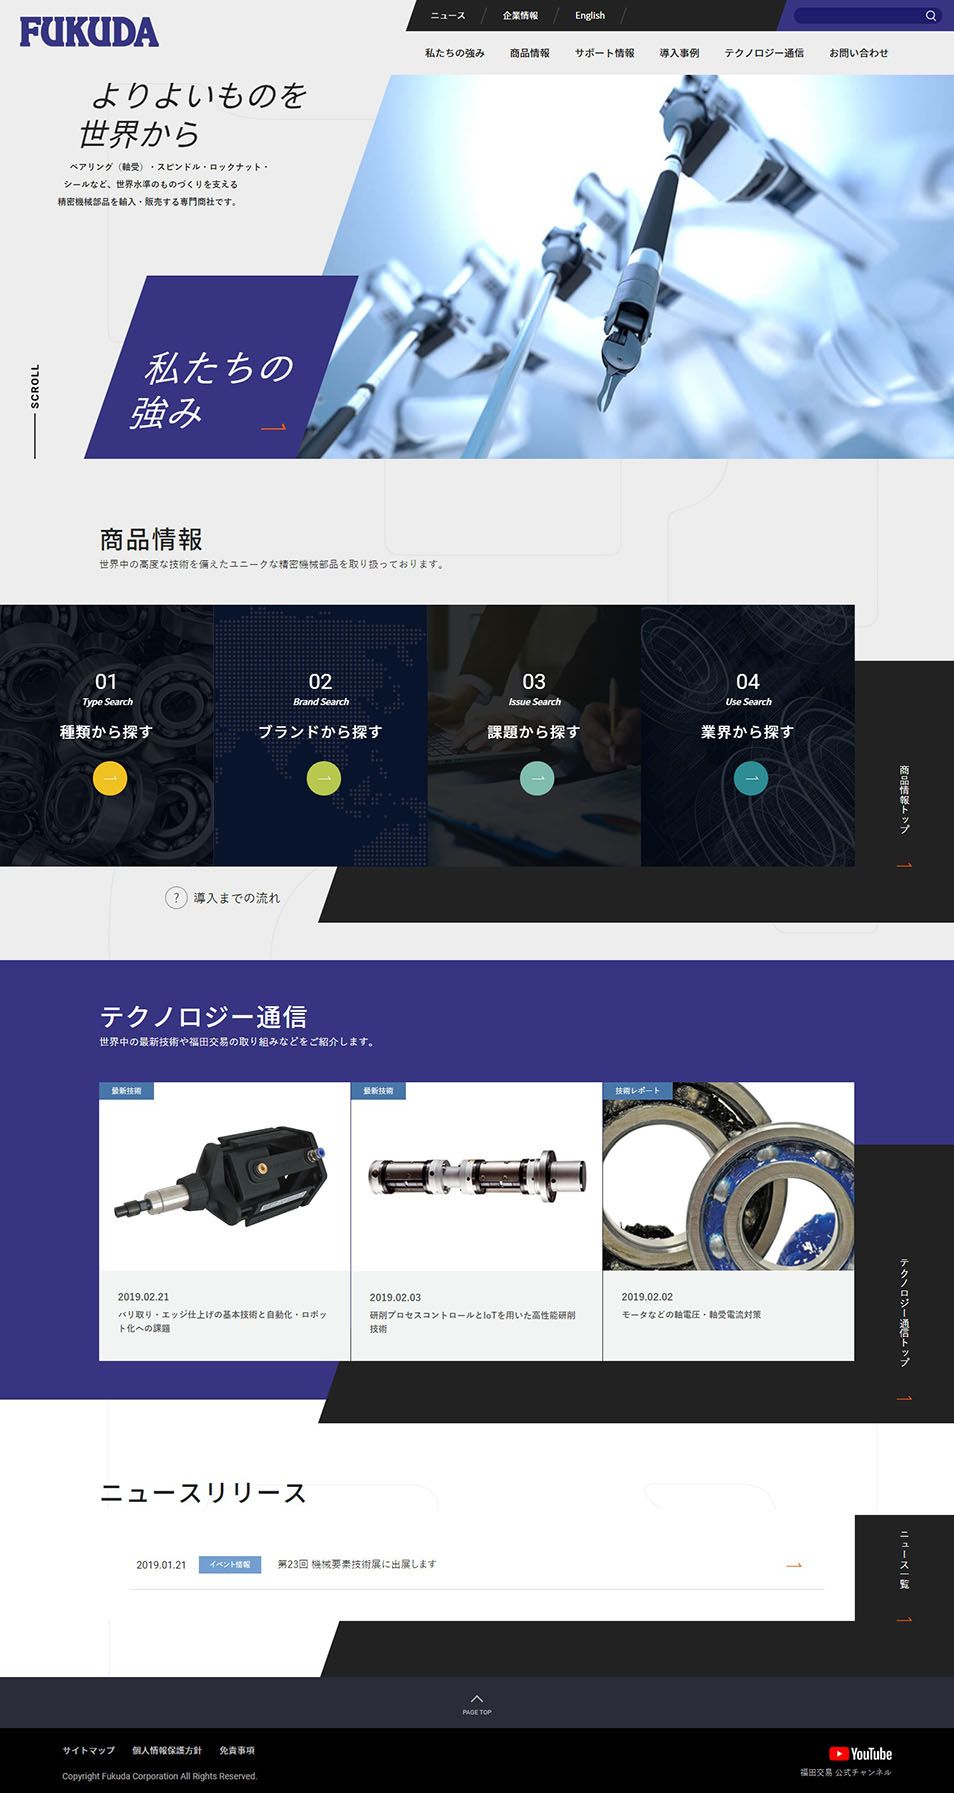 FUKUDA
ニュース
企業情報
English
私たちの強み
商品情報
サポート情報
導入事例
テクノロジー通信
お問い合わせ
よりよいものを
世界から
ベアリング（軸受）・スピンドル・ロックナット・
シールなど、世界水準のものづくりを支える
精密機械部品を輸入・販売する専門商社です。
私たちの
強み
SCROLL
商品情報
世界中の高度な技術を備えたユニークな精密機械部品を取り扱っております。
01
Type Search
種類から探す
02
Brand Search
ブランドから探す
03
Issue Search
課題から探す
04
Use Search
業界から探す
商品情報トップ
? 導入までの流れ
テクノロジー通信
世界中の最新技術や福田交易の取り組みなどをご紹介します。
最新技術
2019.02.21
バリ取り・エッジ仕上げの基本技術と自動化・ロボッ
ト化への課題
最新技術
2019.02.03
研削プロセスコントロールとIoTを用いた高性能研削
技術
技術レポート
2019.02.02
モータなどの軸電圧・軸受電流対策
テクノロジー通信トップ
ニュースリリース
2019.01.21 イベント情報 第23回 機械要素技術展に出展します
ニュース一覧
PAGE TOP
サイトマップ 個人情報保護方針 免責事項
Copyright Fukuda Corporation All Rights Reserved.
YouTube
福田交易 公式チャンネル